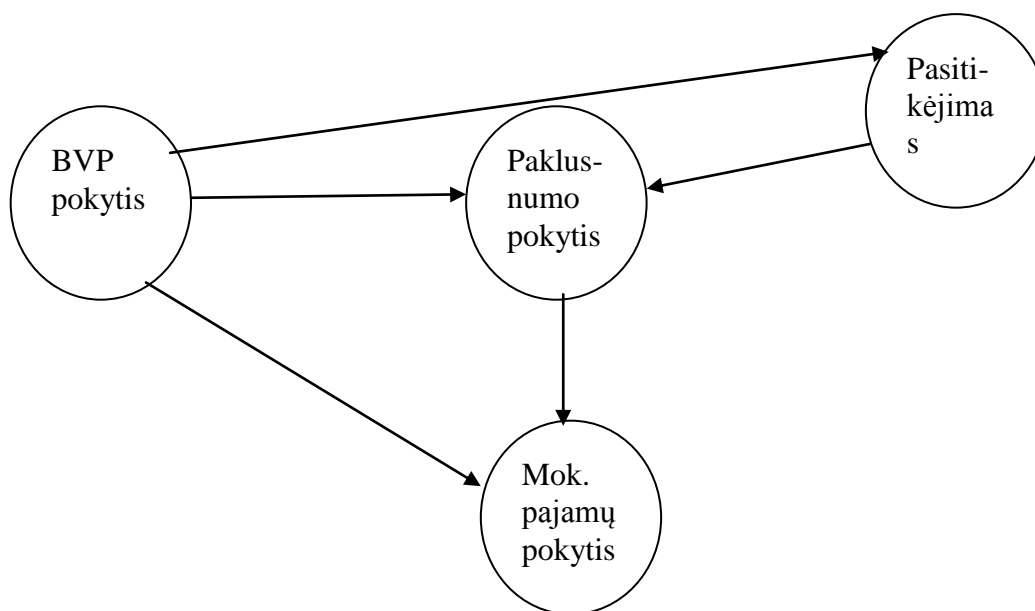 BVP
pokytis
Paklus-
numo
pokytis
Pasiti-
kėjima
s
Mok.
pajamų
pokytis